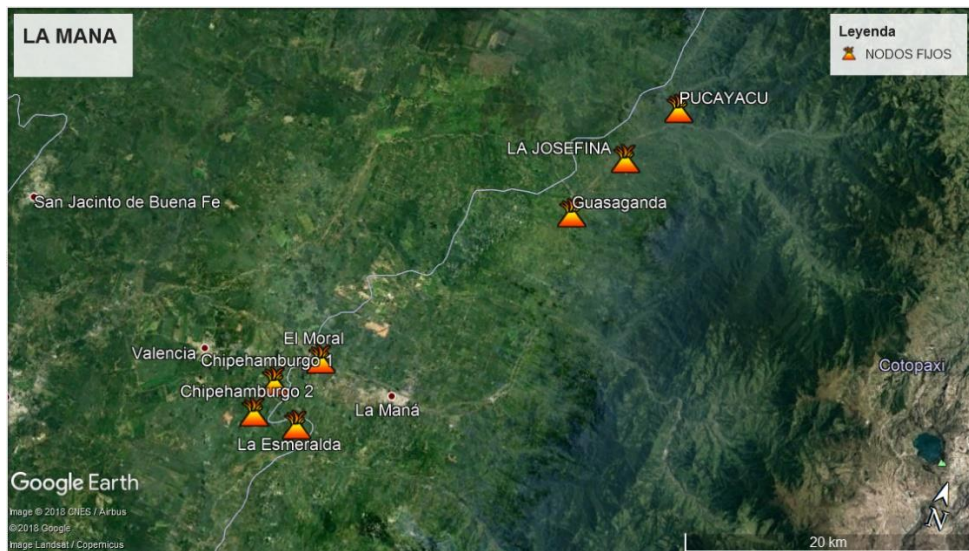 LA MANA
Leyenda
NODOS FIJOS
PUCAYACU
LA JOSEFINA
San Jacinto de Buena Fe
Guasaganda
El Moral
Valencia
Chipehamburgo 1
Chipehamburgo 2
La Maná
Cotopaxi
La Esmeralda
Google Earth
Image © 2018 CNES / Airbus
©2018 Google
Image Landsat / Copernicus
N
20 km